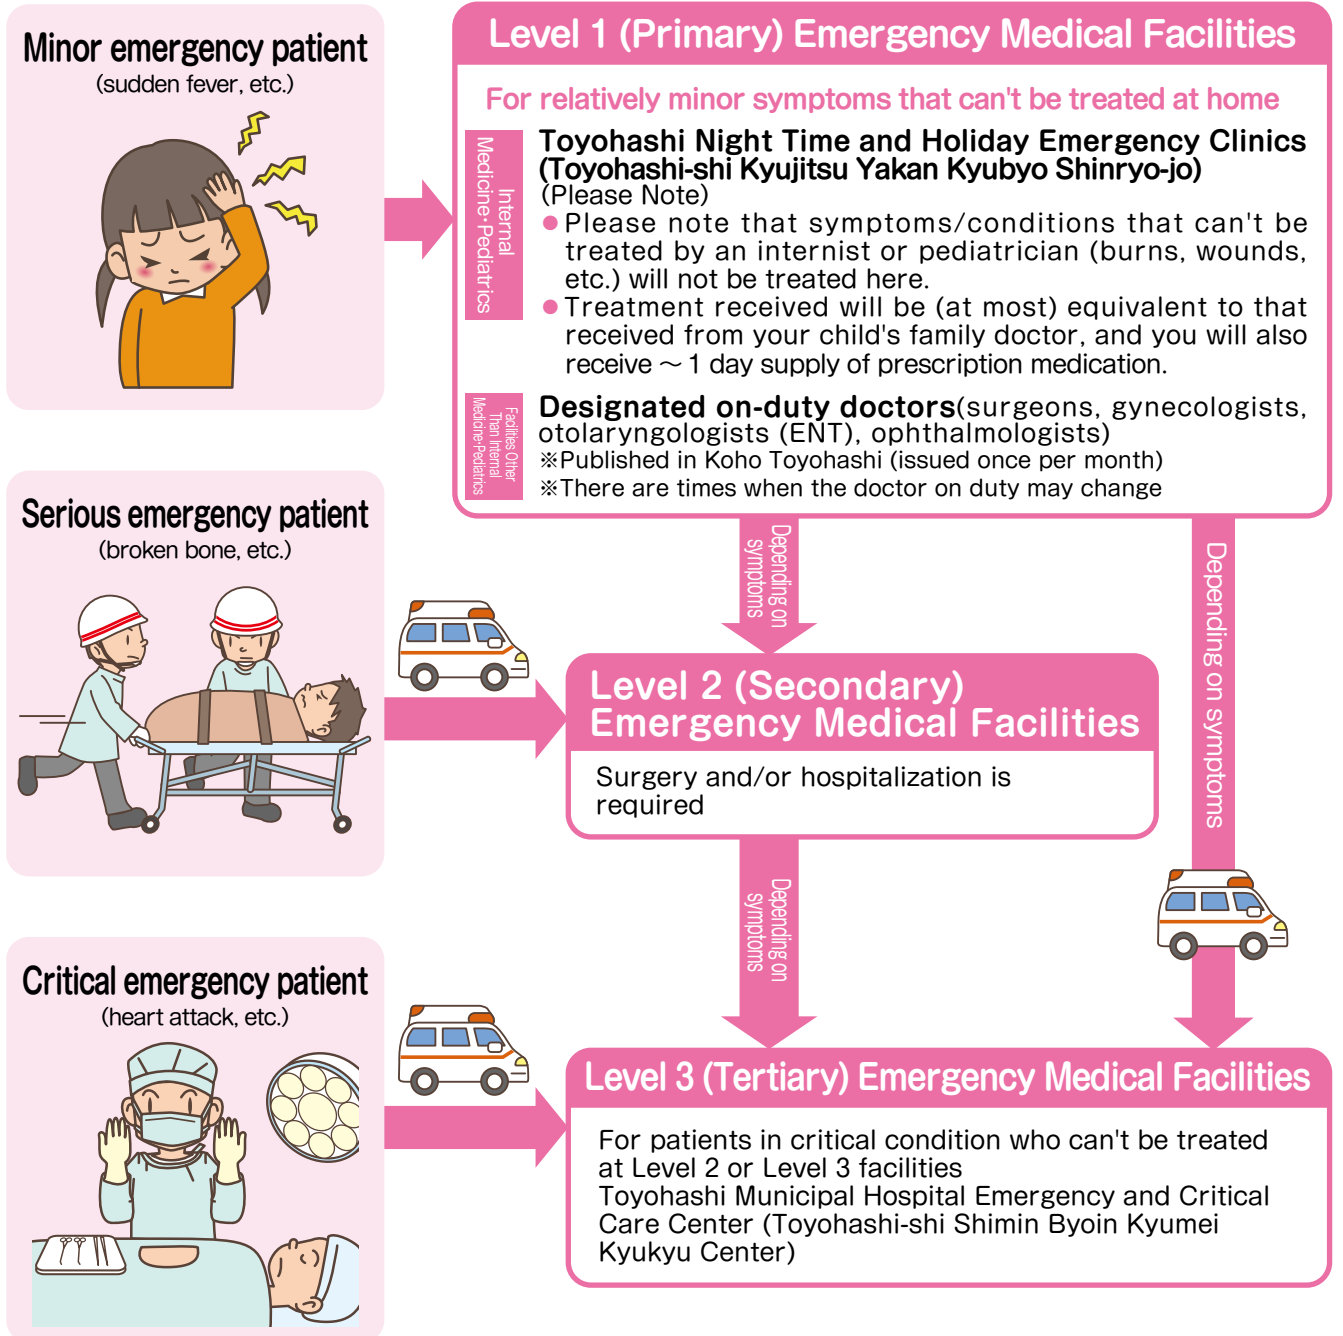 Minor emergency patient
(sudden fever, etc.)
Level 1 (Primary) Emergency Medical Facilities
For relatively minor symptoms that can't be treated at home
Internal
Medicine･Pediatrics
Toyohashi Night Time and Holiday Emergency Clinics
(Toyohashi-shi Kyujitsu Yakan Kyubyo Shinryo-jo)
(Please Note)
● Please note that symptoms/conditions that can't be
treated by an internist or pediatrician (burns, wounds,
etc.) will not be treated here.
● Treatment received will be (at most) equivalent to that
received from your child's family doctor, and you will also
receive ～ 1 day supply of prescription medication.
Facilities Other
Than Internal
Medicine･Pediatrics
Designated on-duty doctors(surgeons, gynecologists,
otolaryngologists (ENT), ophthalmologists)
※Published in Koho Toyohashi (issued once per month)
※There are times when the doctor on duty may change
Serious emergency patient
(broken bone, etc.)
Depending on
symptoms
Depending on symptoms
Level 2 (Secondary)
Emergency Medical Facilities
Surgery and/or hospitalization is
required
Depending on
symptoms
Critical emergency patient
(heart attack, etc.)
Level 3 (Tertiary) Emergency Medical Facilities
For patients in critical condition who can't be treated
at Level 2 or Level 3 facilities
Toyohashi Municipal Hospital Emergency and Critical
Care Center (Toyohashi-shi Shimin Byoin Kyumei
Kyukyu Center)